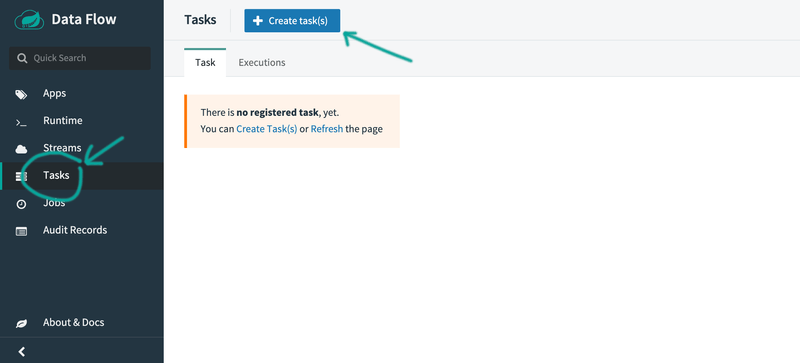 Data Flow
Quick Search
Apps
Runtime
Streams
Tasks
Jobs
Audit Records
About & Docs
Tasks
+ Create task(s)
Task Executions
There is no registered task, yet.
You can Create Task(s) or Refresh the page